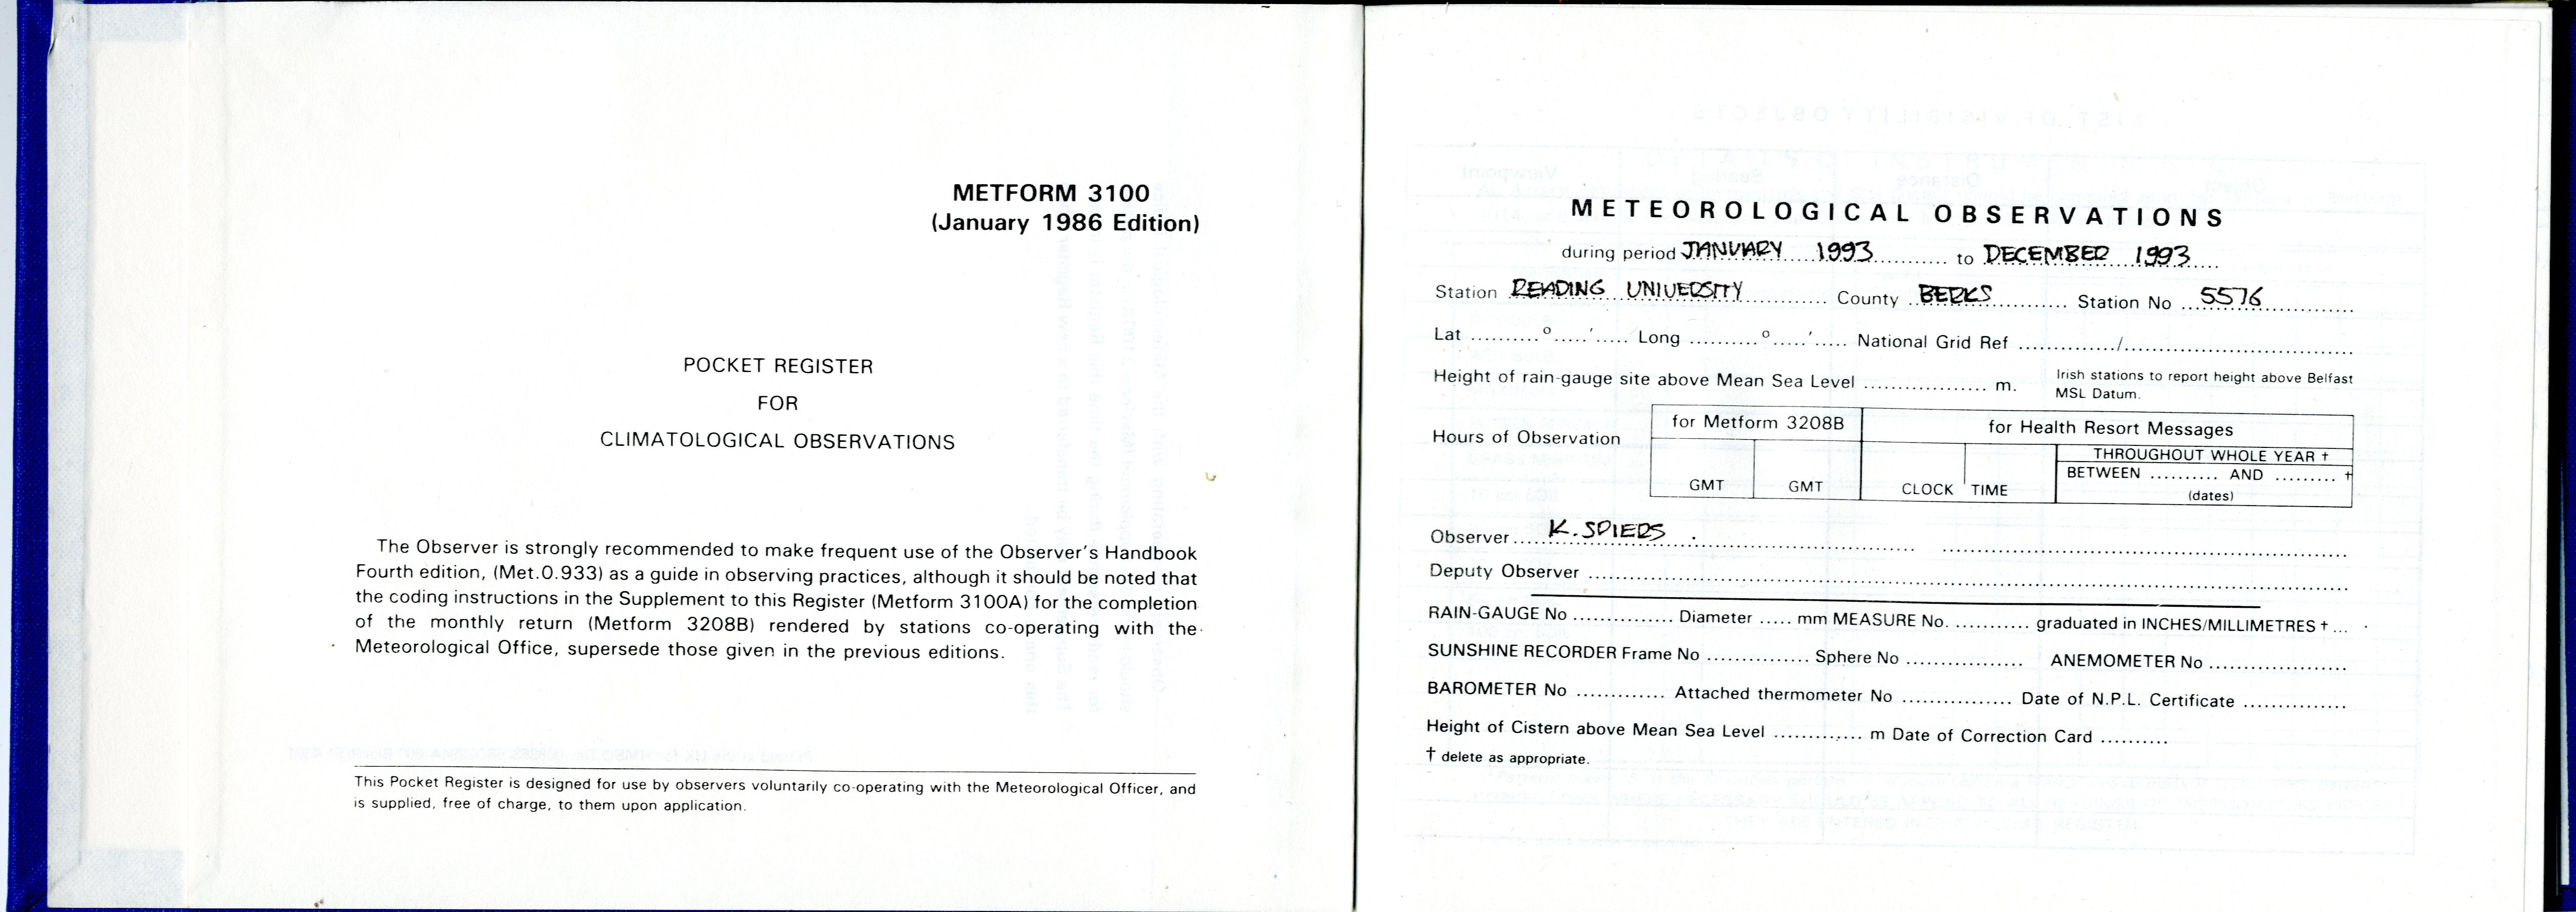 METFORM 3100
(January 1986 Edition)
POCKET REGISTER
FOR
CLIMATOLOGICAL OBSERVATIONS
The Observer is strongly recommended to make frequent use of the Observer's Handbook
Fourth edition, (Met.0.933) as a guide in observing practices, although it should be noted that
the coding instructions in the Supplement to this Register (Metform 3100A) for the completion
of the monthly return (Metform 3208B) rendered by stations co-operating with the
Meteorological Office, supersede those given in the previous editions.
This Pocket Register is designed for use by observers voluntarily co-operating with the Meteorological Officer, and
is supplied, free of charge, to them upon application.
METEOROLOGICAL OBSERVATIONS
during period JANUARY 1993 to DECEMBER 1993
Station READING UNIVERSITY County BERKS Station No 5576
Lat ..........°.....'..... Long ..........°.....'..... National Grid Ref ............../..................................
Height of rain-gauge site above Mean Sea Level .................. m. Irish stations to report height above Belfast
MSL Datum.
Hours of Observation
for Metform 3208B
for Health Resort Messages
GMT GMT CLOCK TIME
THROUGHOUT WHOLE YEAR †
BETWEEN .......... AND ......... †
(dates)
Observer K. SPIERS
Deputy Observer
RAIN-GAUGE No ............... Diameter ..... mm MEASURE No. ........... graduated in INCHES/MILLIMETRES † ...
SUNSHINE RECORDER Frame No ............... Sphere No ................. ANEMOMETER No ....................
BAROMETER No ............. Attached thermometer No ................ Date of N.P.L. Certificate ...............
Height of Cistern above Mean Sea Level ............. m Date of Correction Card ..........
† delete as appropriate.